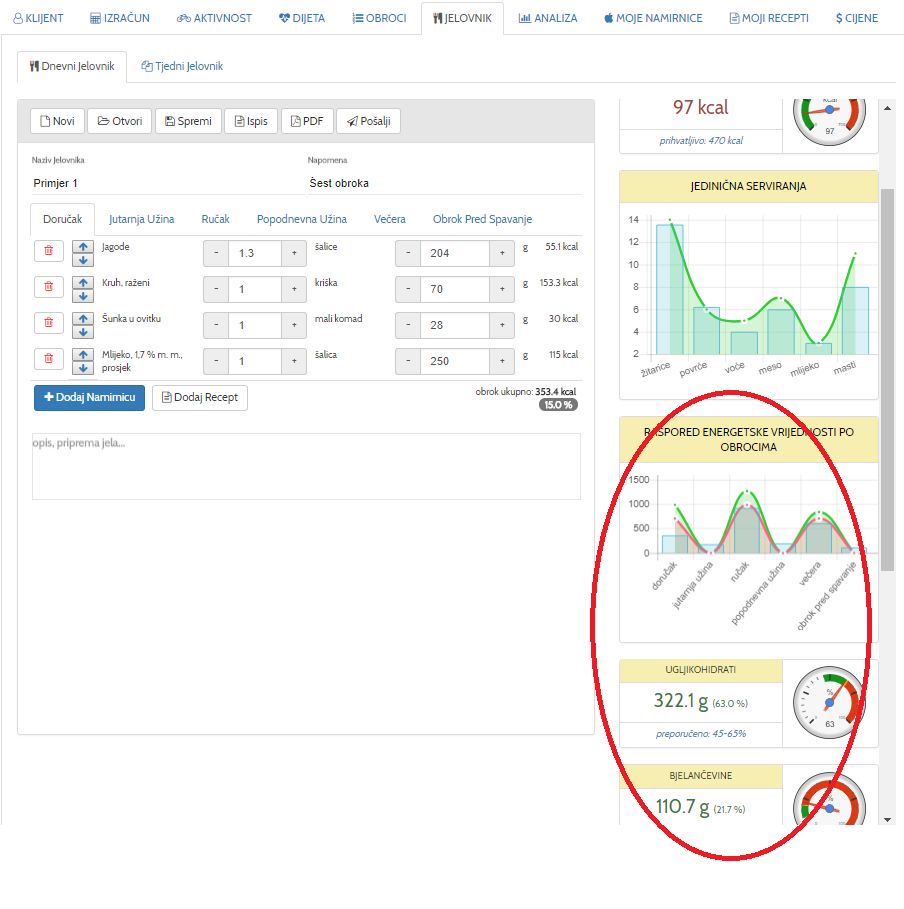 KLIJENT IZRAČUN AKTIVNOST DIJETA OBROCI JELOVNIK ANALIZA MOJE NAMIRNICE MOJI RECEPTI $ CIJENE
Dnevni Jelovnik Tjedni Jelovnik
Novi Otvori Spremi Ispis PDF Pošalji
Naziv Jelovnika Napomena
Primjer 1 Šest obroka
Doručak Jutarnja Užina Ručak Popodnevna Užina Večera Obrok Pred Spavanje
Jagode - 1.3 + šalice - 204 + g 55.1 kcal
Kruh, raženi - 1 + kriška - 70 + g 153.3 kcal
Šunka u ovitku - 1 + mali komad - 28 + g 30 kcal
Mlijeko, 1,7 % m. m.,
prosjek - 1 + šalica - 250 + g 115 kcal
+ Dodaj Namirnicu Dodaj Recept obrok ukupno: 353.4 kcal
15.0 %
opis, priprema jela...
97 kcal
prihvatljivo: 470 kcal
kcal
97
JEDINIČNA SERVIRANJA
14
12
10
8
6
4
2
žitarice povrće voće meso mlijeko masti
RASPORED ENERGETSKE VRIJEDNOSTI PO
OBROCIMA
1500
1000
500
0
doručak jutarnja užina ručak popodnevna užina večera obrok pred spavanje
UGLJIKOHIDRATI
322.1 g (63.0 %)
preporučeno: 45-65%
%
63
BJELANČEVINE
110.7 g (21.7 %)
%